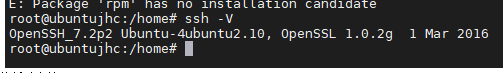 E: Package 'rpm' has no installation candidate
root@ubuntujhc:/home# ssh -V
OpenSSH_7.2p2 Ubuntu-4ubuntu2.10, OpenSSL 1.0.2g  1 Mar 2016
root@ubuntujhc:/home#